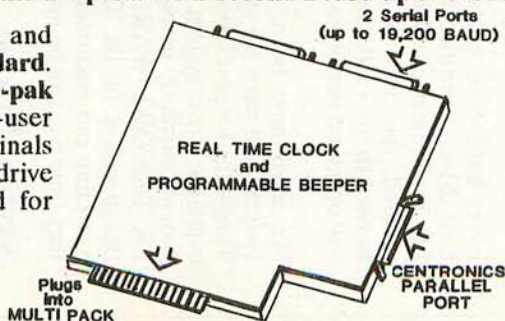 2 Serial Ports
(up to 19,200 BAUD)
and
dard.
-pak
-user
inals
drive
d for
REAL TIME CLOCK
and
PROGRAMMABLE BEEPER
Plugs
Into
MULTI PACK
CENTRONICS
PARALLEL
PORT